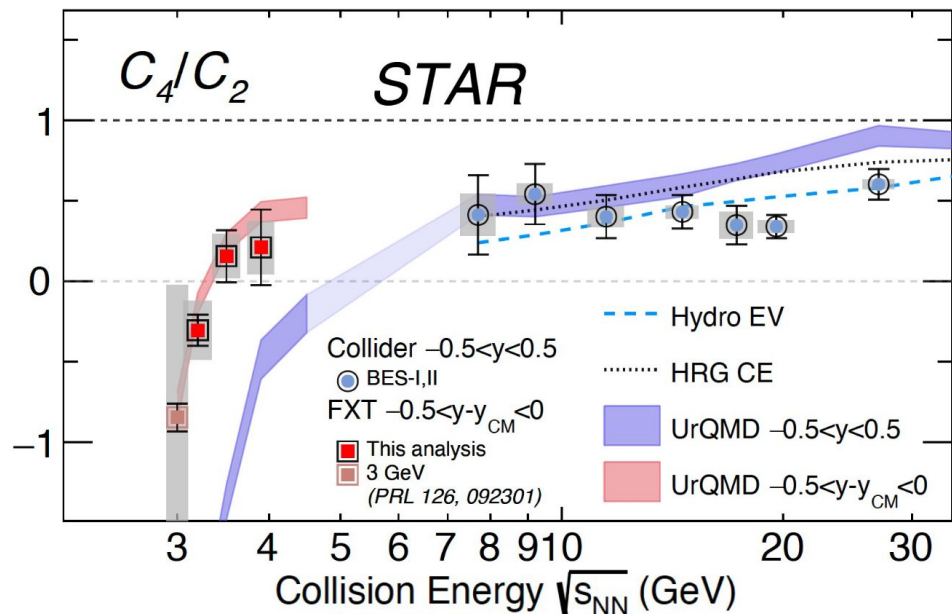 C4/C2 STAR
1
0
−1
Collider −0.5<y<0.5
BES-I,II
FXT −0.5<y-yCM<0
This analysis
3 GeV
(PRL 126, 092301)
Hydro EV
HRG CE
UrQMD −0.5<y<0.5
UrQMD −0.5<y-yCM<0
3 4 5 6 7 8 910 20 30
Collision Energy √sNN (GeV)